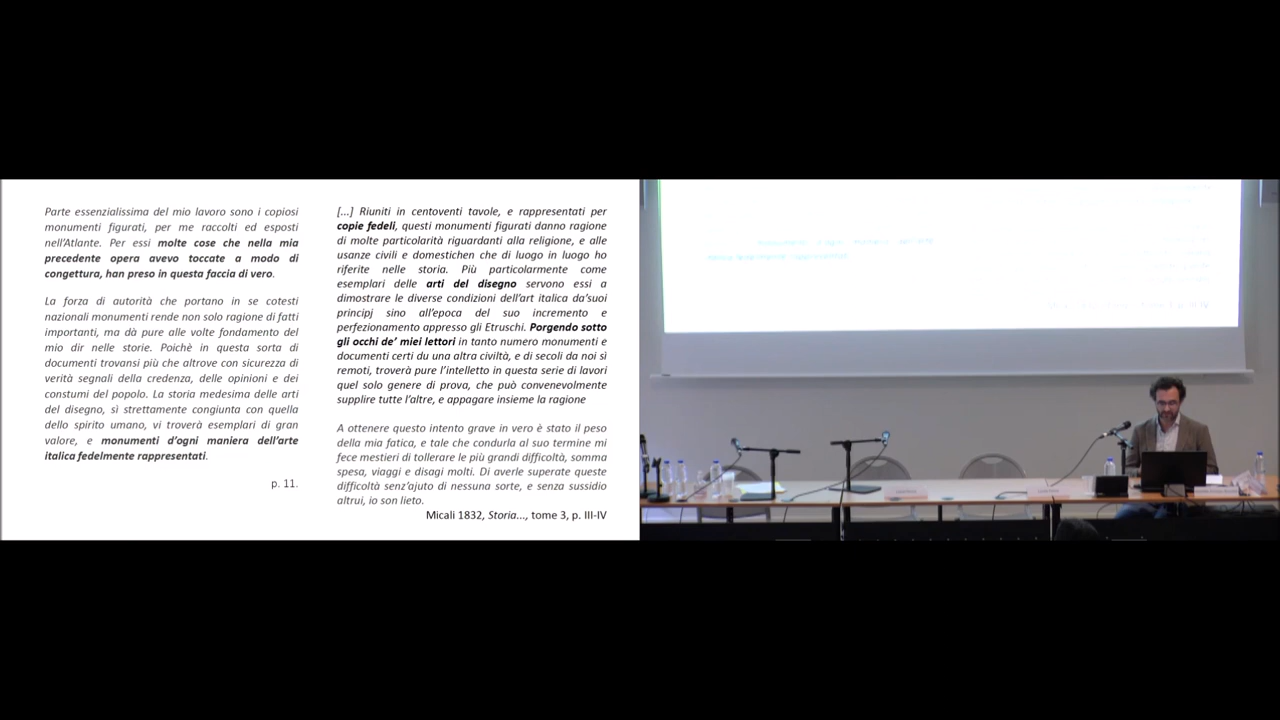 Parte essenzialissima del mio lavoro sono i copiosi
monumenti figurati, per me raccolti ed esposti
nell'Atlante. Per essi molte cose che nella mia
precedente opera avevo toccate a modo di
congettura, han preso in questa faccia di vero.
La forza di autorità che portano in se cotesti
nazionali monumenti rende non solo ragione di fatti
importanti, ma dà pure alle volte fondamento del
mio dir nelle storie. Poichè in questa sorta di
documenti trovansi più che altrove con sicurezza di
verità segnali della credenza, delle opinioni e dei
constumi del popolo. La storia medesima delle arti
del disegno, sì strettamente congiunta con quella
dello spirito umano, vi troverà esemplari di gran
valore, e monumenti d'ogni maniera dell'arte
italica fedelmente rappresentati.
p. 11.
[...] Riuniti in centoventi tavole, e rappresentati per
copie fedeli, questi monumenti figurati danno ragione
di molte particolarità riguardanti alla religione, e alle
usanze civili e domestichen che di luogo in luogo ho
riferite nelle storia. Più particolarmente come
esemplari delle arti del disegno servono essi a
dimostrare le diverse condizioni dell'art italica da'suoi
principj sino all'epoca del suo incremento e
perfezionamento appresso gli Etruschi. Porgendo sotto
gli occhi de' miei lettori in tanto numero monumenti e
documenti certi du una altra civiltà, e di secoli da noi sì
remoti, troverà pure l'intelletto in questa serie di lavori
quel solo genere di prova, che può convenevolmente
supplire tutte l'altre, e appagare insieme la ragione
A ottenere questo intento grave in vero è stato il peso
della mia fatica, e tale che condurla al suo termine mi
fece mestieri di tollerare le più grandi difficoltà, somma
spesa, viaggi e disagi molti. Di averle superate queste
difficoltà senz'ajuto di nessuna sorte, e senza sussidio
altrui, io son lieto.
Micali 1832, Storia..., tome 3, p. III-IV